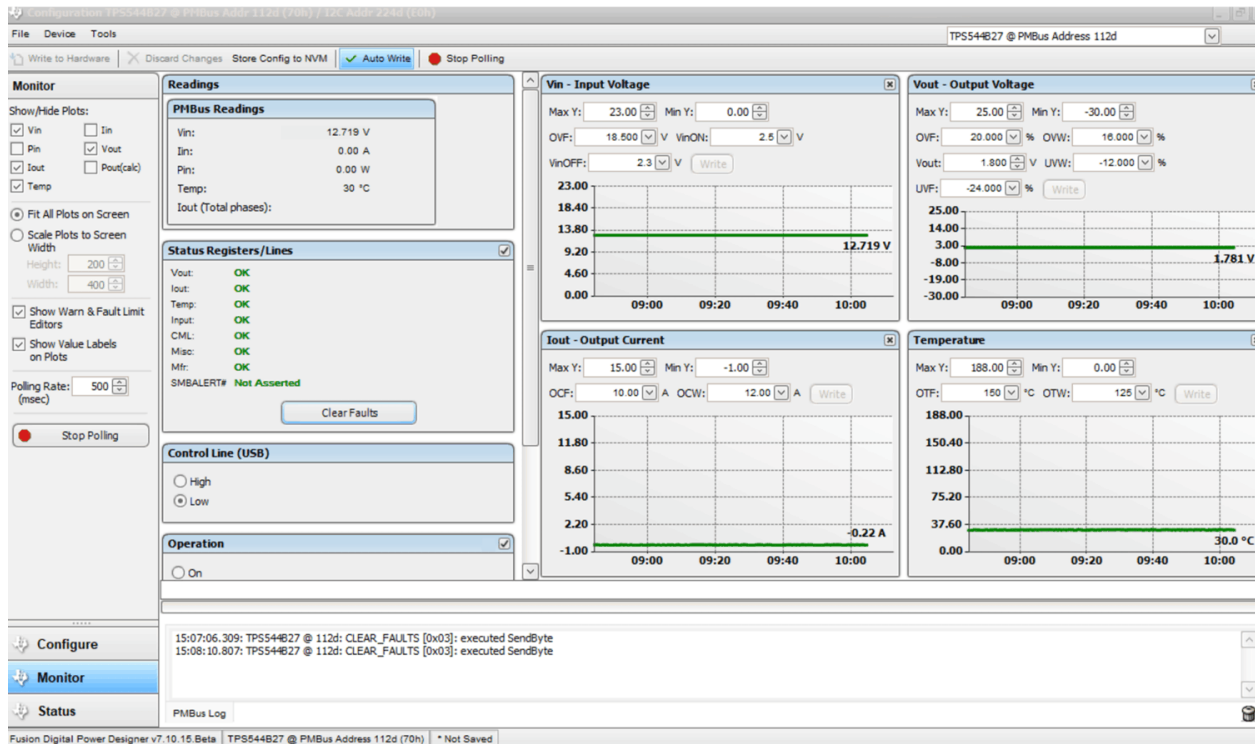 Configuration TPS544B27 @ PMBus Addr 112d (70h) / I2C Addr 224d (E0h)
File Device Tools
TPS544B27 @ PMBus Address 112d
Write to Hardware Discard Changes Store Config to NVM Auto Write Stop Polling
Monitor
Show/Hide Plots:
Vin Iin
Pin Vout
Iout Pout(calc)
Temp
Fit All Plots on Screen
Scale Plots to Screen
Width
Height: 200
Width: 400
Show Warn & Fault Limit
Editors
Show Value Labels
on Plots
Polling Rate: 500
(msec)
Stop Polling
Readings
PMBus Readings
Vin: 12.719 V
Iin: 0.00 A
Pin: 0.00 W
Temp: 30 °C
Iout (Total phases):
Status Registers/Lines
Vout: OK
Iout: OK
Temp: OK
Input: OK
CML: OK
Misc: OK
Mfr: OK
SMBALERT# Not Asserted
Clear Faults
Control Line (USB)
High
Low
Operation
On
Vin - Input Voltage
Max Y: 23.00 Min Y: 0.00
OVF: 18.500 V VinON: 2.5 V
VinOFF: 2.3 V Write
23.00
18.40
13.80
9.20
4.60
0.00
12.719 V
09:00 09:20 09:40 10:00
Vout - Output Voltage
Max Y: 25.00 Min Y: -30.00
OVF: 20.000 % OVW: 16.000 %
Vout: 1.800 V UVW: -12.000 %
UVF: -24.000 % Write
25.00
14.00
3.00
-8.00
-19.00
-30.00
1.781 V
09:00 09:20 09:40 10:00
Iout - Output Current
Max Y: 15.00 Min Y: -1.00
OCF: 10.00 A OCW: 12.00 A Write
15.00
11.80
8.60
5.40
2.20
-1.00
-0.22 A
09:00 09:20 09:40 10:00
Temperature
Max Y: 188.00 Min Y: 0.00
OTF: 150 °C OTW: 125 °C Write
188.00
150.40
112.80
75.20
37.60
0.00
30.0 °C
09:00 09:20 09:40 10:00
Configure
Monitor
Status
15:07:06.309: TPS544B27 @ 112d: CLEAR_FAULTS [0x03]: executed SendByte
15:08:10.807: TPS544B27 @ 112d: CLEAR_FAULTS [0x03]: executed SendByte
PMBus Log
Fusion Digital Power Designer v7.10.15.Beta TPS544B27 @ PMBus Address 112d (70h) * Not Saved